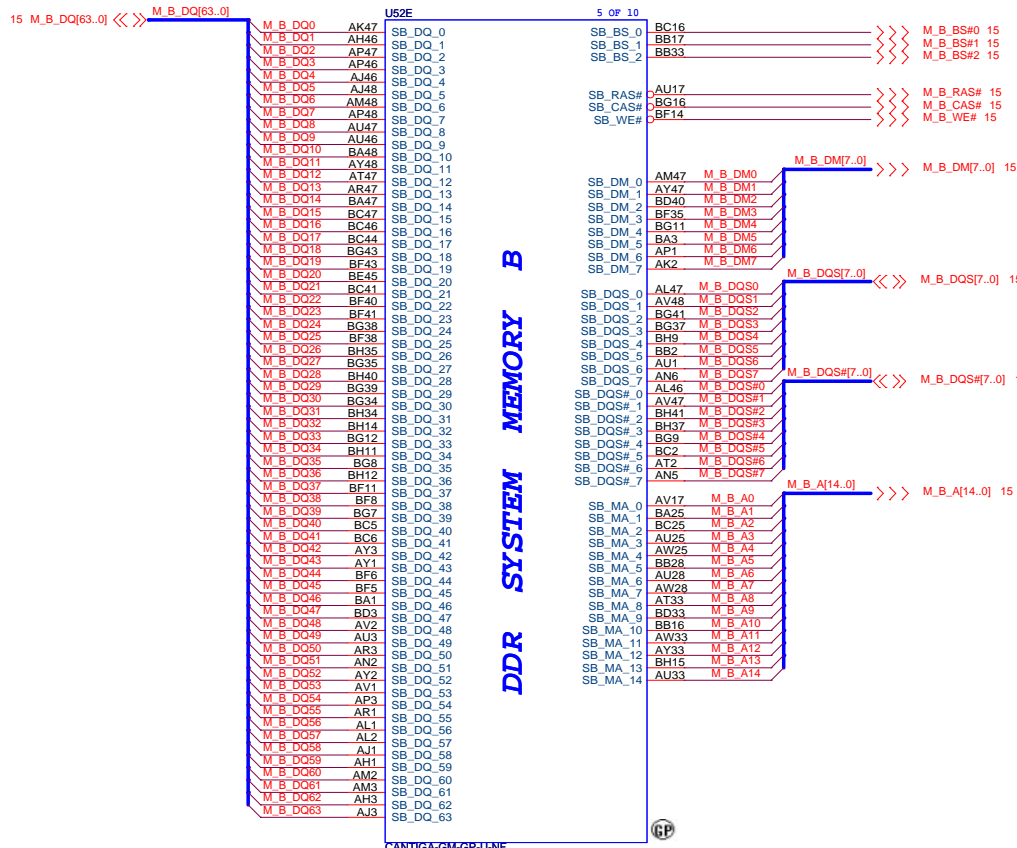 U52E
5 OF 10
15 M_B_DQ[63..0] M_B_DQ[63..0]
M_B_DQ0 AK47 SB_DQ_0
M_B_DQ1 AH46 SB_DQ_1
M_B_DQ2 AP47 SB_DQ_2
M_B_DQ3 AP46 SB_DQ_3
M_B_DQ4 AJ46 SB_DQ_4
M_B_DQ5 AJ48 SB_DQ_5
M_B_DQ6 AM48 SB_DQ_6
M_B_DQ7 AP48 SB_DQ_7
M_B_DQ8 AU47 SB_DQ_8
M_B_DQ9 AU46 SB_DQ_9
M_B_DQ10 BA48 SB_DQ_10
M_B_DQ11 AY48 SB_DQ_11
M_B_DQ12 AT47 SB_DQ_12
M_B_DQ13 AR47 SB_DQ_13
M_B_DQ14 BA47 SB_DQ_14
M_B_DQ15 BC47 SB_DQ_15
M_B_DQ16 BC46 SB_DQ_16
M_B_DQ17 BC44 SB_DQ_17
M_B_DQ18 BG43 SB_DQ_18
M_B_DQ19 BF43 SB_DQ_19
M_B_DQ20 BE45 SB_DQ_20
M_B_DQ21 BC41 SB_DQ_21
M_B_DQ22 BF40 SB_DQ_22
M_B_DQ23 BF41 SB_DQ_23
M_B_DQ24 BG38 SB_DQ_24
M_B_DQ25 BF38 SB_DQ_25
M_B_DQ26 BH35 SB_DQ_26
M_B_DQ27 BG35 SB_DQ_27
M_B_DQ28 BH40 SB_DQ_28
M_B_DQ29 BG39 SB_DQ_29
M_B_DQ30 BG34 SB_DQ_30
M_B_DQ31 BH34 SB_DQ_31
M_B_DQ32 BH14 SB_DQ_32
M_B_DQ33 BG12 SB_DQ_33
M_B_DQ34 BH11 SB_DQ_34
M_B_DQ35 BG8 SB_DQ_35
M_B_DQ36 BH12 SB_DQ_36
M_B_DQ37 BF11 SB_DQ_37
M_B_DQ38 BF8 SB_DQ_38
M_B_DQ39 BG7 SB_DQ_39
M_B_DQ40 BC5 SB_DQ_40
M_B_DQ41 BC6 SB_DQ_41
M_B_DQ42 AY3 SB_DQ_42
M_B_DQ43 AY1 SB_DQ_43
M_B_DQ44 BF6 SB_DQ_44
M_B_DQ45 BF5 SB_DQ_45
M_B_DQ46 BA1 SB_DQ_46
M_B_DQ47 BD3 SB_DQ_47
M_B_DQ48 AV2 SB_DQ_48
M_B_DQ49 AU3 SB_DQ_49
M_B_DQ50 AR3 SB_DQ_50
M_B_DQ51 AN2 SB_DQ_51
M_B_DQ52 AY2 SB_DQ_52
M_B_DQ53 AV1 SB_DQ_53
M_B_DQ54 AP3 SB_DQ_54
M_B_DQ55 AR1 SB_DQ_55
M_B_DQ56 AL1 SB_DQ_56
M_B_DQ57 AL2 SB_DQ_57
M_B_DQ58 AJ1 SB_DQ_58
M_B_DQ59 AH1 SB_DQ_59
M_B_DQ60 AM2 SB_DQ_60
M_B_DQ61 AM3 SB_DQ_61
M_B_DQ62 AH3 SB_DQ_62
M_B_DQ63 AJ3 SB_DQ_63
DDR SYSTEM MEMORY B
SB_BS_0 BC16 M_B_BS#0 15
SB_BS_1 BB17 M_B_BS#1 15
SB_BS_2 BB33 M_B_BS#2 15
SB_RAS# AU17 M_B_RAS# 15
SB_CAS# BG16 M_B_CAS# 15
SB_WE# BF14 M_B_WE# 15
M_B_DM[7..0] M_B_DM[7..0] 15
SB_DM_0 AM47 M_B_DM0
SB_DM_1 AY47 M_B_DM1
SB_DM_2 BD40 M_B_DM2
SB_DM_3 BF35 M_B_DM3
SB_DM_4 BG11 M_B_DM4
SB_DM_5 BA3 M_B_DM5
SB_DM_6 AP1 M_B_DM6
SB_DM_7 AK2 M_B_DM7
M_B_DQS[7..0] M_B_DQS[7..0]
SB_DQS_0 AL47 M_B_DQS0
SB_DQS_1 AV48 M_B_DQS1
SB_DQS_2 BG41 M_B_DQS2
SB_DQS_3 BG37 M_B_DQS3
SB_DQS_4 BH9 M_B_DQS4
SB_DQS_5 BB2 M_B_DQS5
SB_DQS_6 AU1 M_B_DQS6
SB_DQS_7 AN6 M_B_DQS7
M_B_DQS#[7..0] M_B_DQS#[7..0]
SB_DQS#_0 AL46 M_B_DQS#0
SB_DQS#_1 AV47 M_B_DQS#1
SB_DQS#_2 BH41 M_B_DQS#2
SB_DQS#_3 BH37 M_B_DQS#3
SB_DQS#_4 BG9 M_B_DQS#4
SB_DQS#_5 BC2 M_B_DQS#5
SB_DQS#_6 AT2 M_B_DQS#6
SB_DQS#_7 AN5 M_B_DQS#7
M_B_A[14..0] M_B_A[14..0] 15
SB_MA_0 AV17 M_B_A0
SB_MA_1 BA25 M_B_A1
SB_MA_2 BC25 M_B_A2
SB_MA_3 AU25 M_B_A3
SB_MA_4 AW25 M_B_A4
SB_MA_5 BB28 M_B_A5
SB_MA_6 AU28 M_B_A6
SB_MA_7 AW28 M_B_A7
SB_MA_8 AT33 M_B_A8
SB_MA_9 BD33 M_B_A9
SB_MA_10 BB16 M_B_A10
SB_MA_11 AW33 M_B_A11
SB_MA_12 AY33 M_B_A12
SB_MA_13 BH15 M_B_A13
SB_MA_14 AU33 M_B_A14
GP
CANTIGA-GM-GP-U-NF